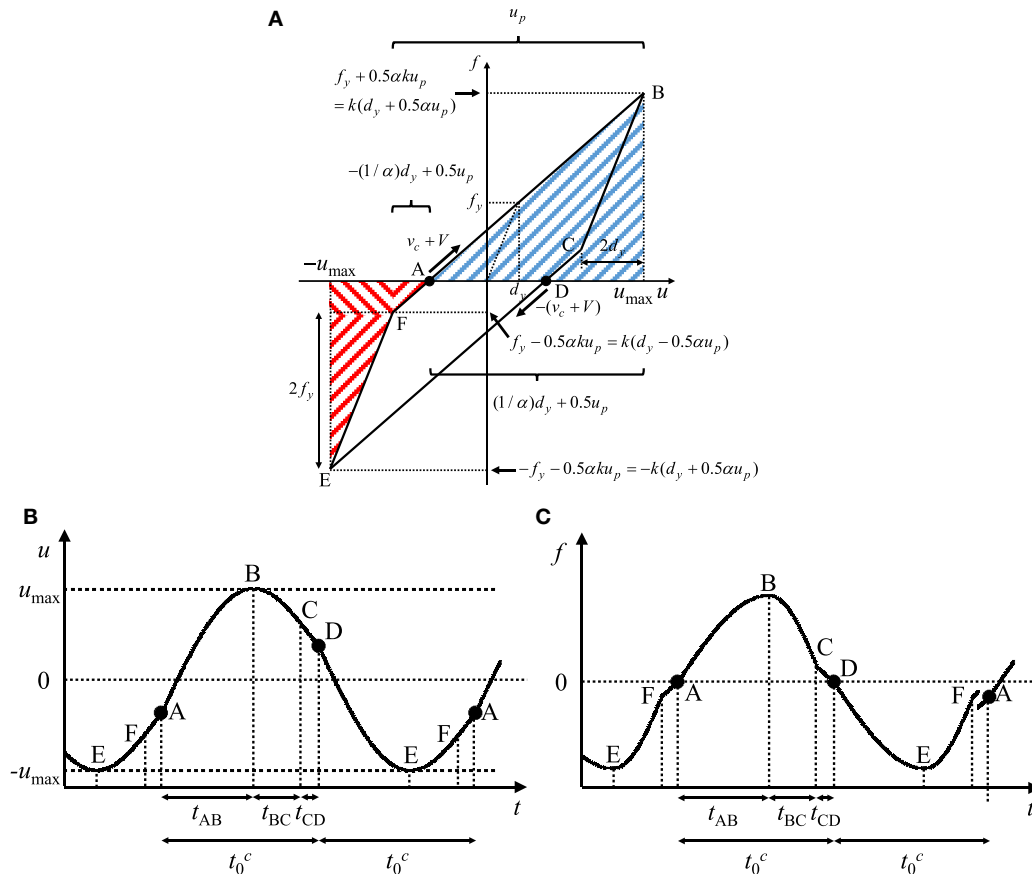 A
u_p
f
f_y + 0.5αku_p
= k(d_y + 0.5αu_p)
B
−(1/α)d_y + 0.5u_p
f_y
v_c + V
C
2d_y
−u_max
A
D
d_y
u_max u
−(v_c + V)
F
f_y − 0.5αku_p = k(d_y − 0.5αu_p)
2f_y
(1/α)d_y + 0.5u_p
−f_y − 0.5αku_p = −k(d_y + 0.5αu_p)
E
B
u
u_max
B
C
D
0
A
A
F
F
E
E
-u_max
t
t_AB
t_BC
t_CD
t_0^c
t_0^c
C
f
B
C
D
0
F
A
F
A
E
E
t
t_AB
t_BC
t_CD
t_0^c
t_0^c